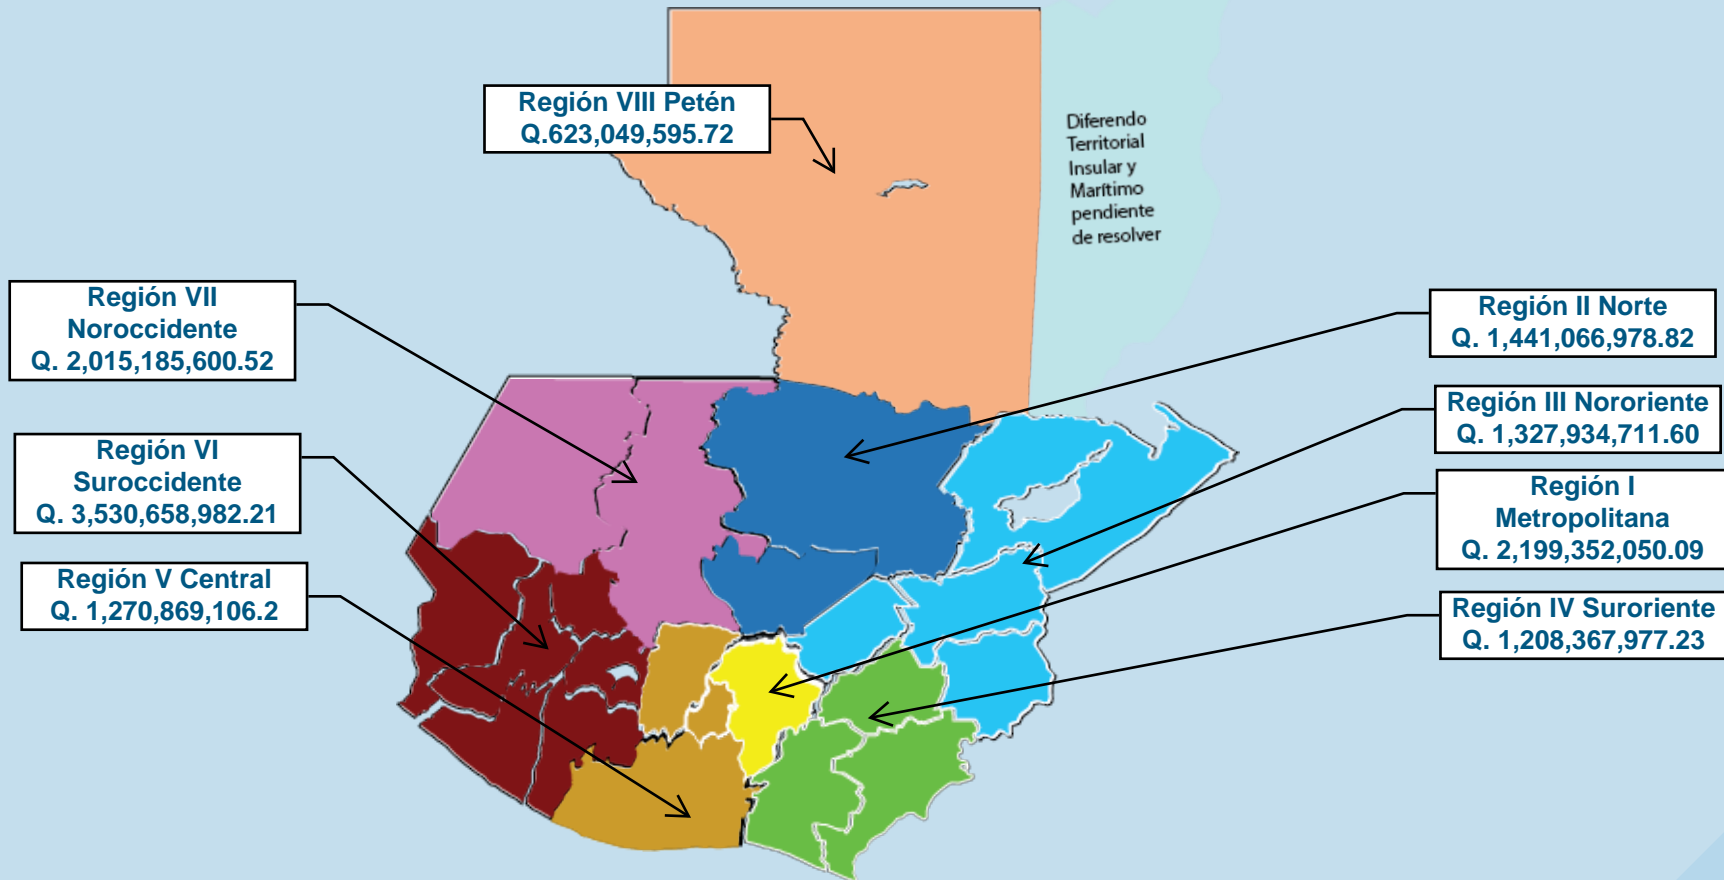 Región VIII Petén
Q.623,049,595.72
Diferendo
Territorial
Insular y
Marítimo
pendiente
de resolver
Región VII
Noroccidente
Q. 2,015,185,600.52
Región II Norte
Q. 1,441,066,978.82
Región III Nororiente
Q. 1,327,934,711.60
Región VI
Suroccidente
Q. 3,530,658,982.21
Región I
Metropolitana
Q. 2,199,352,050.09
Región V Central
Q. 1,270,869,106.2
Región IV Suroriente
Q. 1,208,367,977.23